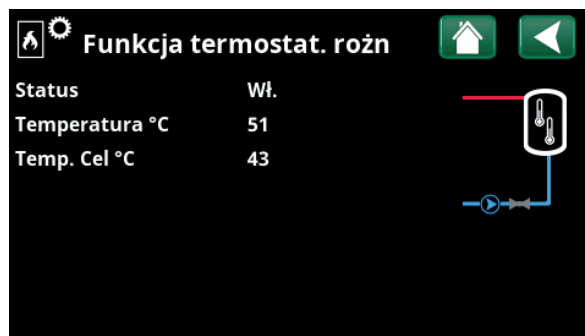 Funkcja termostat. rożn
Status Wł.
Temperatura °C 51
Temp. Cel °C 43